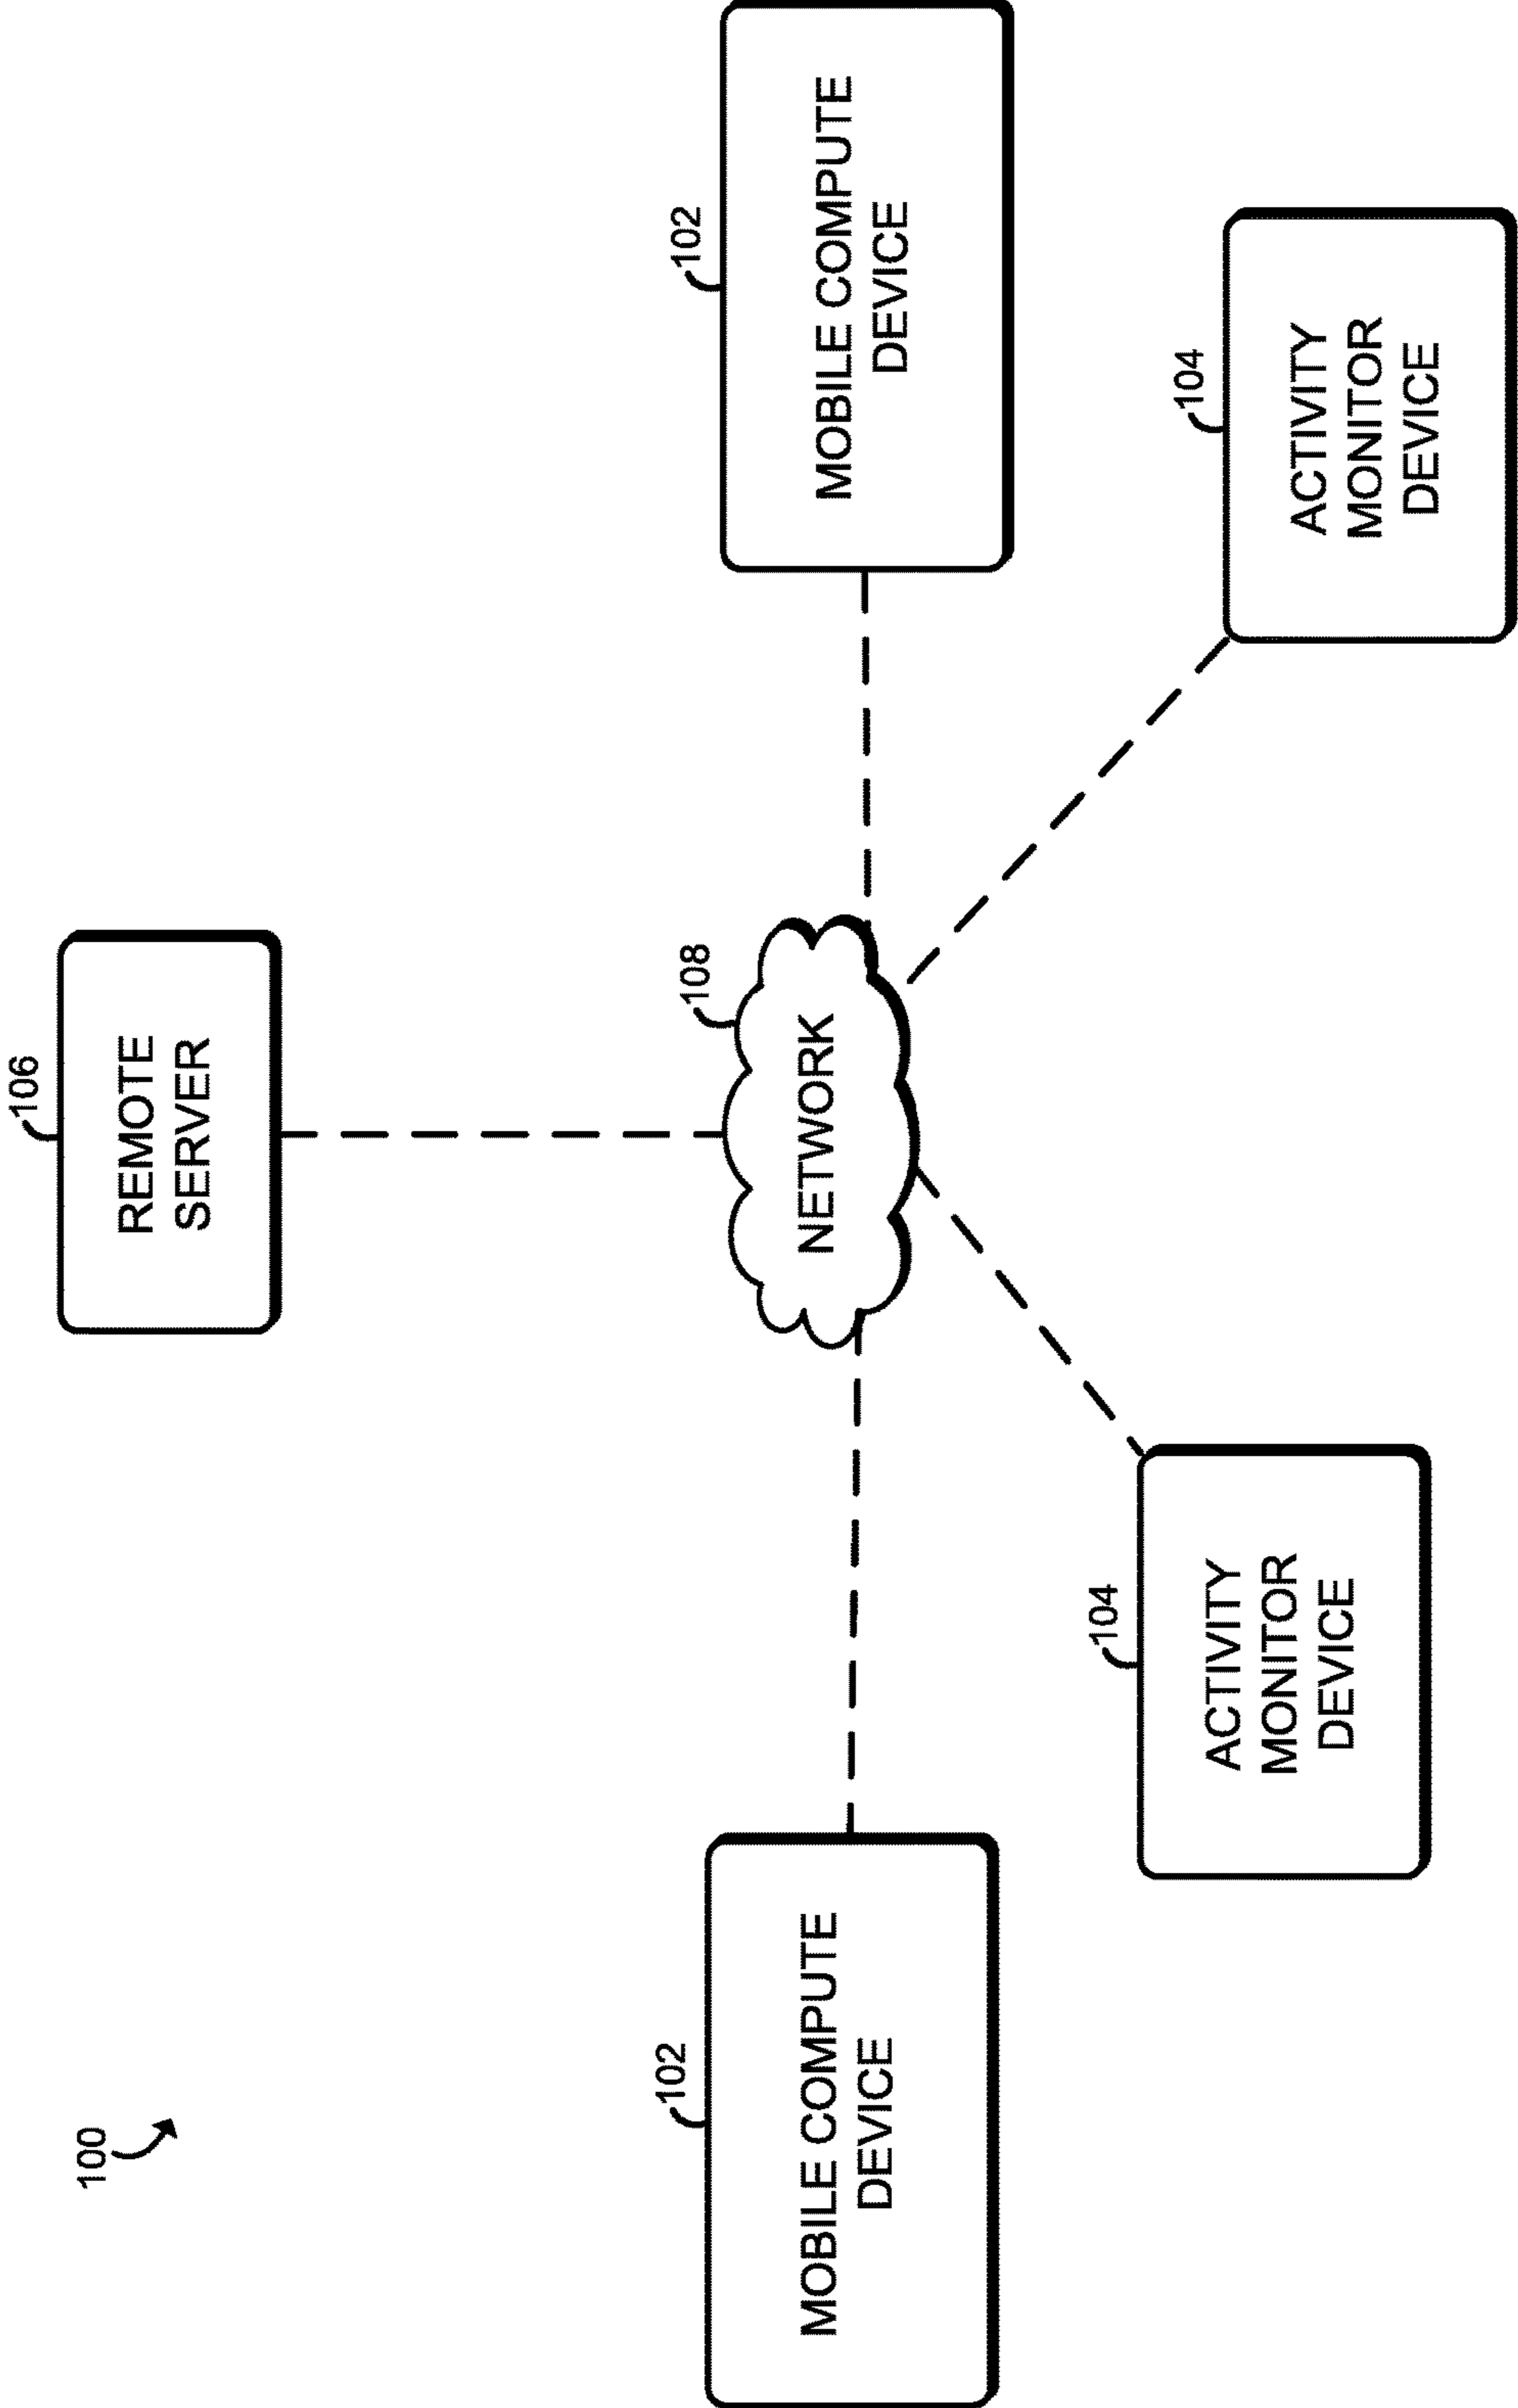 100
106
REMOTE
SERVER
102
MOBILE COMPUTE
DEVICE
108
NETWORK
102
MOBILE COMPUTE
DEVICE
104
ACTIVITY
MONITOR
DEVICE
104
ACTIVITY
MONITOR
DEVICE